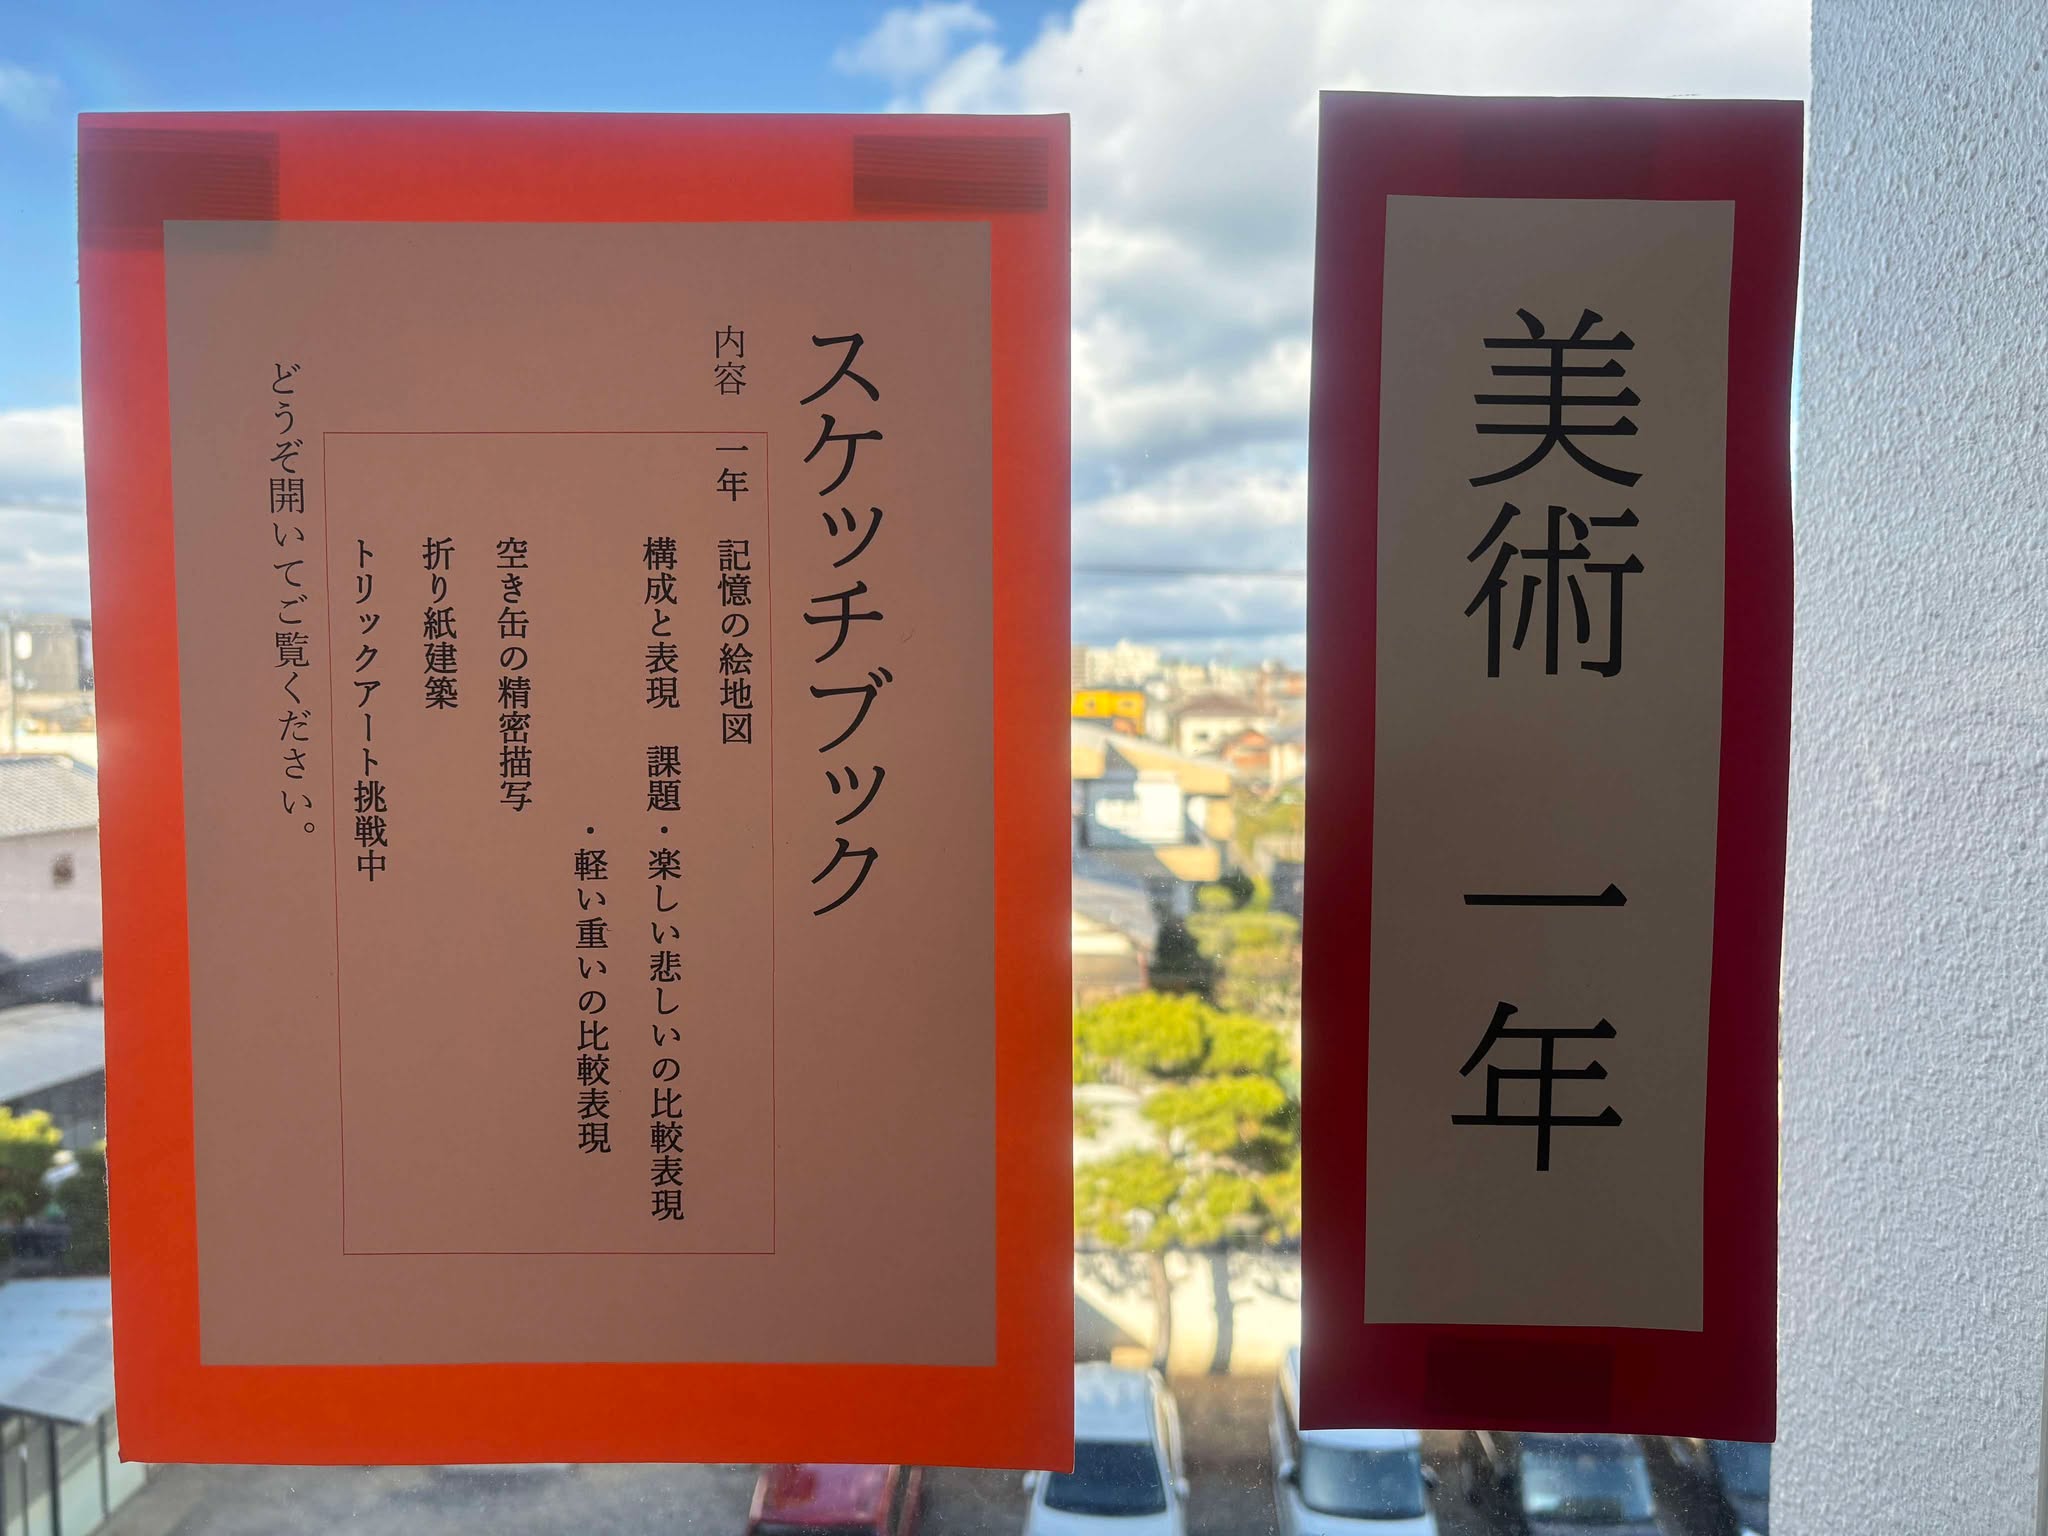 美術 一年
スケッチブック
内容 一年 記憶の絵地図
構成と表現 課題・楽しい悲しいの比較表現
・軽い重いの比較表現
空き缶の精密描写
折り紙建築
トリックアート挑戦中
どうぞ開いてご覧ください。